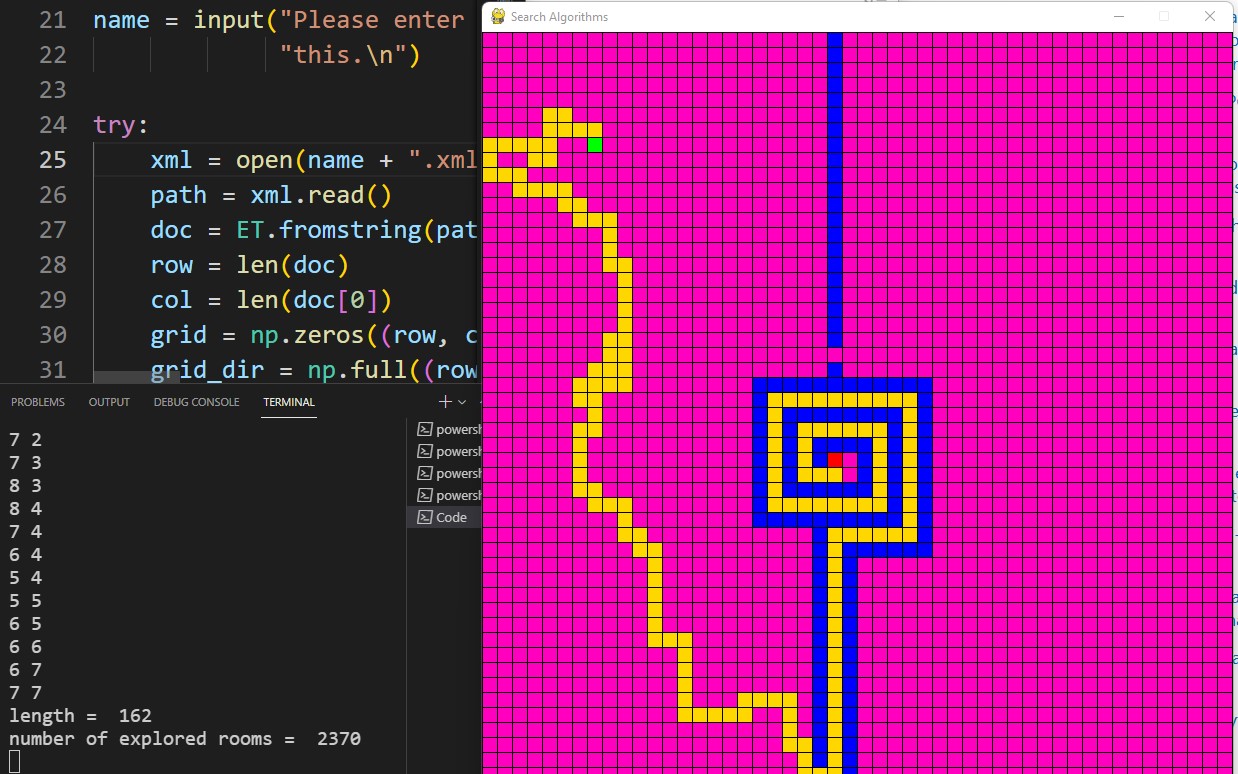 21 name = input("Please enter
22 "this.\n")
23
24 try:
25 xml = open(name + ".xml
26 path = xml.read()
27 doc = ET.fromstring(pat
28 row = len(doc)
29 col = len(doc[0])
30 grid = np.zeros((row, c
31 grid_dir = np.full((row
PROBLEMS OUTPUT DEBUG CONSOLE TERMINAL
7 2
7 3
8 3
8 4
7 4
6 4
5 4
5 5
6 5
6 6
6 7
7 7
length = 162
number of explored rooms = 2370
powersh
powersh
powersh
powersh
Code
Search Algorithms